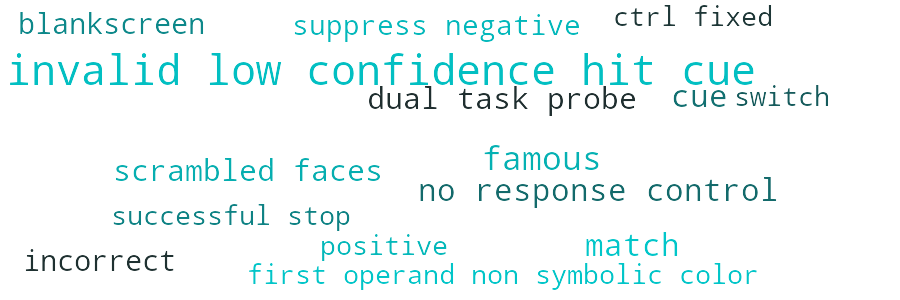 blankscreen
suppress negative
ctrl fixed
invalid low confidence hit cue
dual task probe
cue
switch
scrambled faces
famous
no response control
successful stop
positive
match
incorrect
first operand non symbolic color